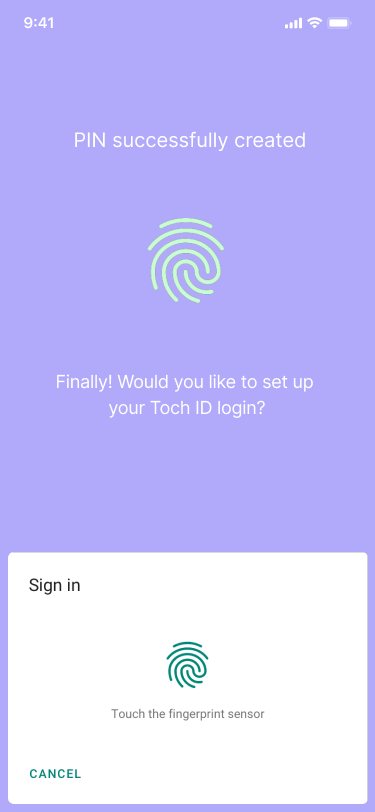 9:41
PIN successfully created
Finally! Would you like to set up
your Toch ID login?
Sign in
Touch the fingerprint sensor
CANCEL